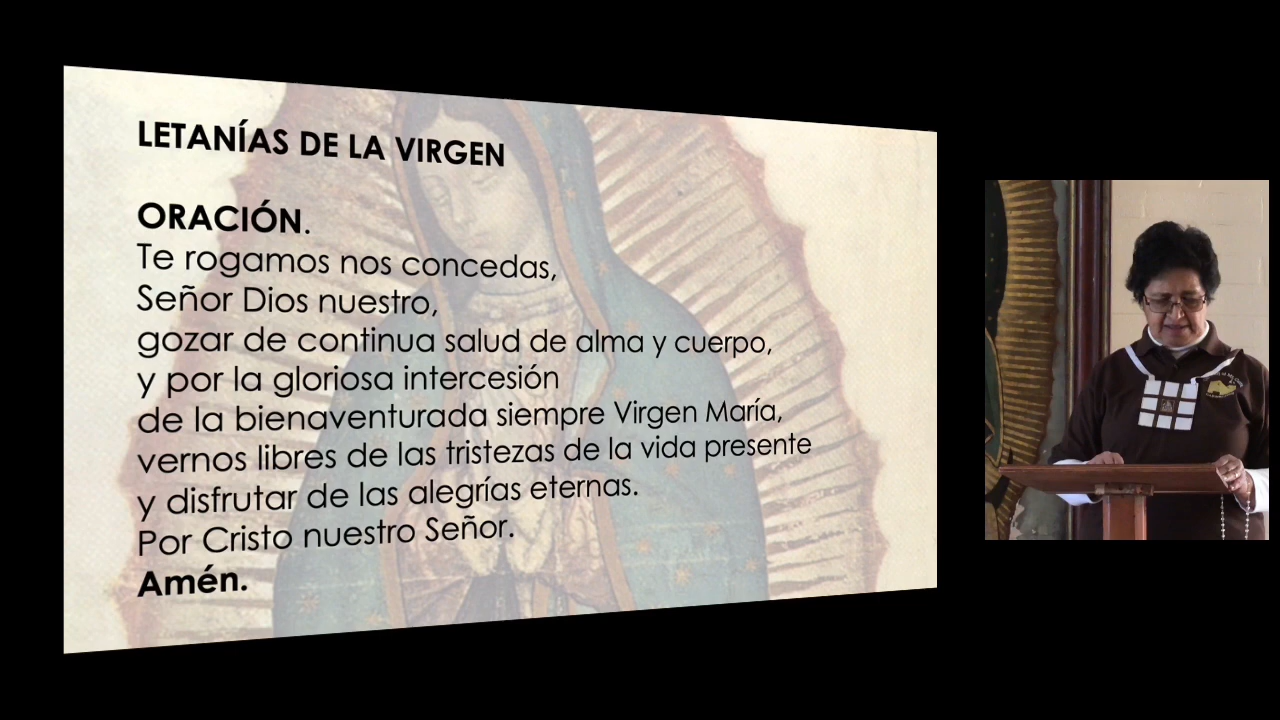 LETANÍAS DE LA VIRGEN
ORACIÓN.
Te rogamos nos concedas,
Señor Dios nuestro,
gozar de continua salud de alma y cuerpo,
y por la gloriosa intercesión
de la bienaventurada siempre Virgen María,
vernos libres de las tristezas de la vida presente
y disfrutar de las alegrías eternas.
Por Cristo nuestro Señor.
Amén.